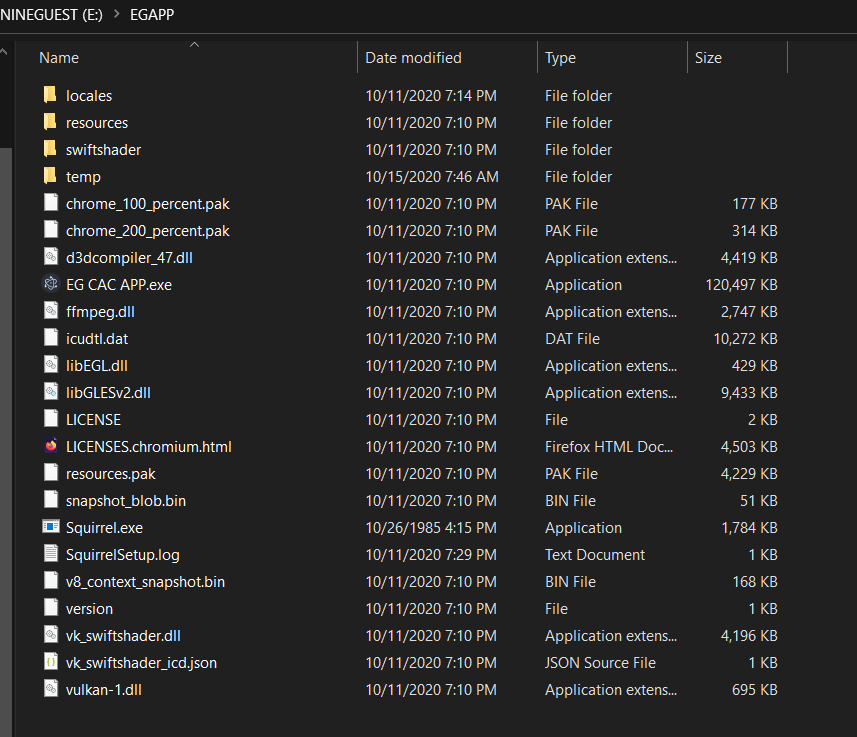 NINEGUEST (E:) > EGAPP
Name Date modified Type Size
locales 10/11/2020 7:14 PM File folder
resources 10/11/2020 7:10 PM File folder
swiftshader 10/11/2020 7:10 PM File folder
temp 10/15/2020 7:46 AM File folder
chrome_100_percent.pak 10/11/2020 7:10 PM PAK File 177 KB
chrome_200_percent.pak 10/11/2020 7:10 PM PAK File 314 KB
d3dcompiler_47.dll 10/11/2020 7:10 PM Application extens... 4,419 KB
EG CAC APP.exe 10/11/2020 7:10 PM Application 120,497 KB
ffmpeg.dll 10/11/2020 7:10 PM Application extens... 2,747 KB
icudtl.dat 10/11/2020 7:10 PM DAT File 10,272 KB
libEGL.dll 10/11/2020 7:10 PM Application extens... 429 KB
libGLESv2.dll 10/11/2020 7:10 PM Application extens... 9,433 KB
LICENSE 10/11/2020 7:10 PM File 2 KB
LICENSES.chromium.html 10/11/2020 7:10 PM Firefox HTML Doc... 4,503 KB
resources.pak 10/11/2020 7:10 PM PAK File 4,229 KB
snapshot_blob.bin 10/11/2020 7:10 PM BIN File 51 KB
Squirrel.exe 10/26/1985 4:15 PM Application 1,784 KB
SquirrelSetup.log 10/11/2020 7:29 PM Text Document 1 KB
v8_context_snapshot.bin 10/11/2020 7:10 PM BIN File 168 KB
version 10/11/2020 7:10 PM File 1 KB
vk_swiftshader.dll 10/11/2020 7:10 PM Application extens... 4,196 KB
vk_swiftshader_icd.json 10/11/2020 7:10 PM JSON Source File 1 KB
vulkan-1.dll 10/11/2020 7:10 PM Application extens... 695 KB